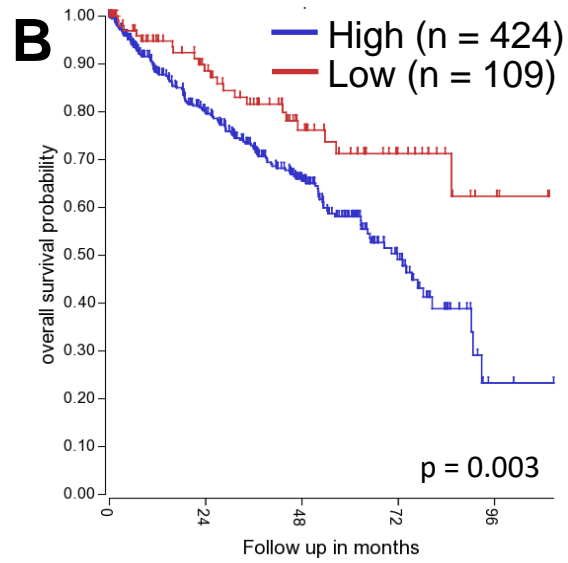 B
High (n = 424)
Low (n = 109)
overall survival probability
1.00
0.90
0.80
0.70
0.60
0.50
0.40
0.30
0.20
0.10
0.00
p = 0.003
0
24
48
72
96
Follow up in months